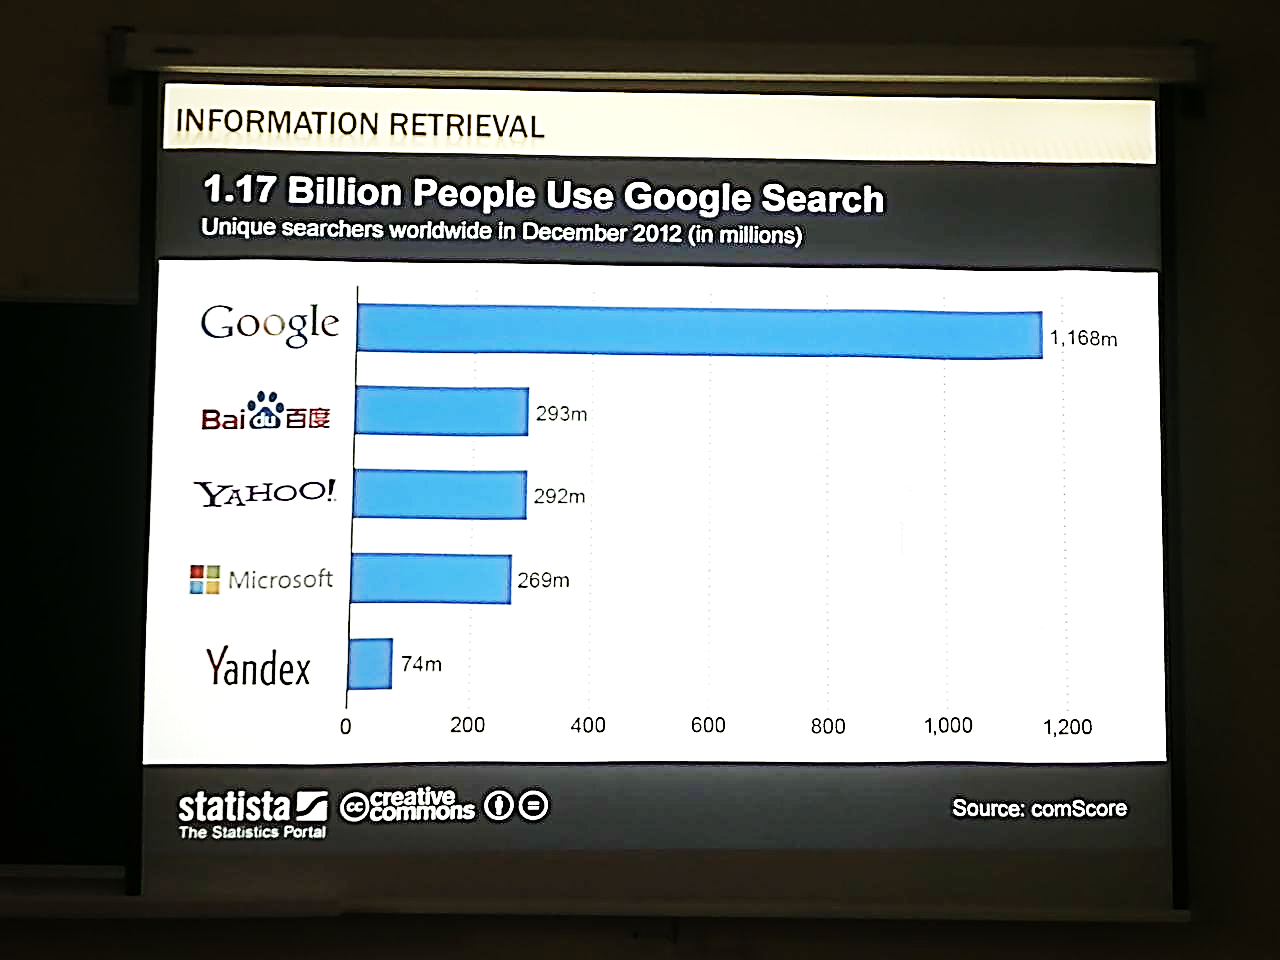 INFORMATION RETRIEVAL
1.17 Billion People Use Google Search
Unique searchers worldwide in December 2012 (in millions)
Google 1,168m
Baidu百度 293m
YAHOO! 292m
Microsoft 269m
Yandex 74m
0 200 400 600 800 1,000 1,200
statista
The Statistics Portal
cc creative commons
Source: comScore